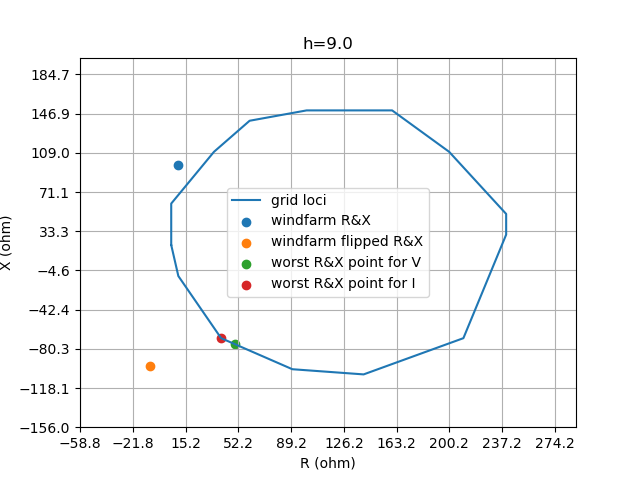 h=9.0
184.7
146.9
109.0
71.1
33.3
−4.6
−42.4
−80.3
−118.1
−156.0
X (ohm)
grid loci
windfarm R&X
windfarm flipped R&X
worst R&X point for V
worst R&X point for I
−58.8 −21.8 15.2 52.2 89.2 126.2 163.2 200.2 237.2 274.2
R (ohm)